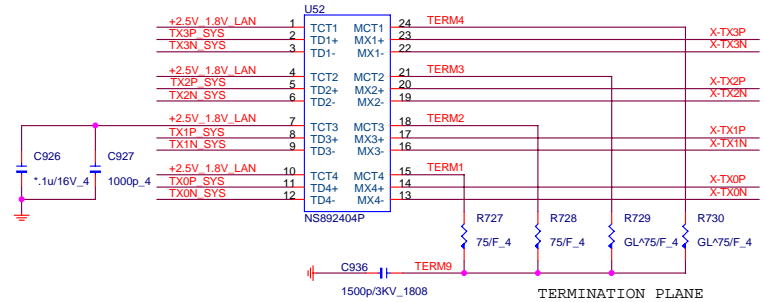 U52
+2.5V_1.8V_LAN 1 TCT1 MCT1 24 TERM4
TX3P_SYS 2 TD1+ MX1+ 23 X-TX3P
TX3N_SYS 3 TD1- MX1- 22 X-TX3N
+2.5V_1.8V_LAN 4 TCT2 MCT2 21 TERM3
TX2P_SYS 5 TD2+ MX2+ 20 X-TX2P
TX2N_SYS 6 TD2- MX2- 19 X-TX2N
+2.5V_1.8V_LAN 7 TCT3 MCT3 18 TERM2
TX1P_SYS 8 TD3+ MX3+ 17 X-TX1P
TX1N_SYS 9 TD3- MX3- 16 X-TX1N
+2.5V_1.8V_LAN 10 TCT4 MCT4 15 TERM1
TX0P_SYS 11 TD4+ MX4+ 14 X-TX0P
TX0N_SYS 12 TD4- MX4- 13 X-TX0N
NS892404P
C926
*.1u/16V_4
C927
1000p_4
R727
75/F_4
R728
75/F_4
R729
GL^75/F_4
R730
GL^75/F_4
C936
1500p/3KV_1808
TERM9
TERMINATION PLANE